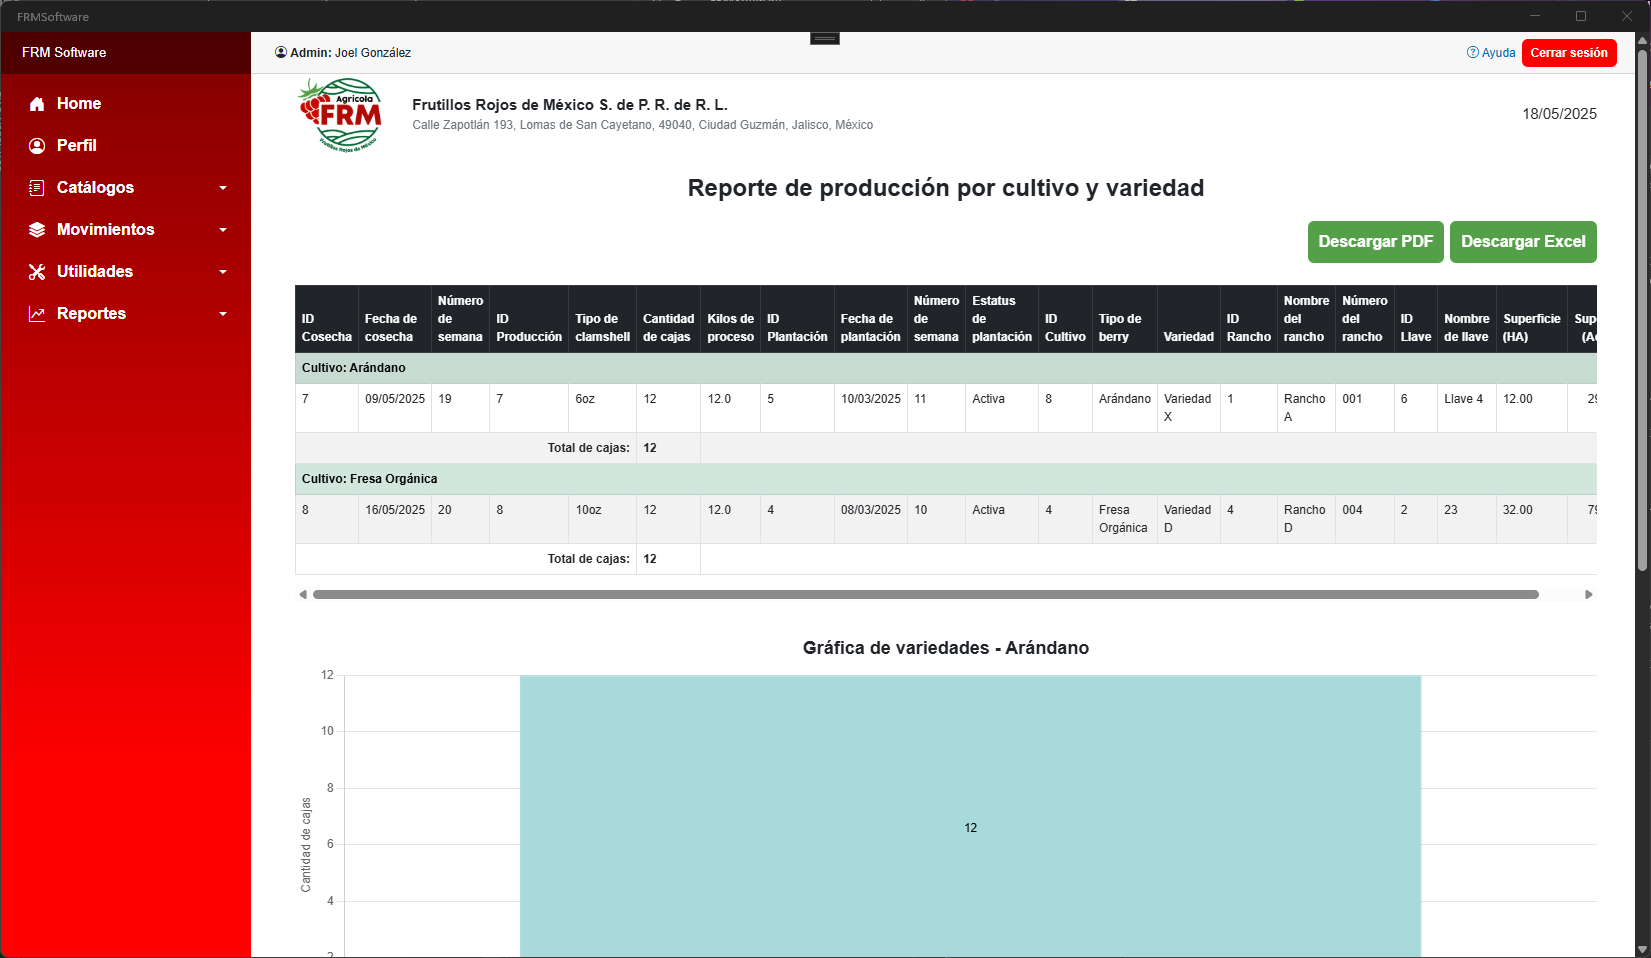 FRMSoftware
FRM Software
Admin: Joel González
Ayuda
Cerrar sesión
Home
Perfil
Catálogos
Movimientos
Utilidades
Reportes
Agrícola
FRM
Frutillos Rojos de México
Frutillos Rojos de México S. de P. R. de R. L.
Calle Zapotlán 193, Lomas de San Cayetano, 49040, Ciudad Guzmán, Jalisco, México
18/05/2025
Reporte de producción por cultivo y variedad
Descargar PDF Descargar Excel
ID Cosecha Fecha de cosecha Número de semana ID Producción Tipo de clamshell Cantidad de cajas Kilos de proceso ID Plantación Fecha de plantación Número de semana Estatus de plantación ID Cultivo Tipo de berry Variedad ID Rancho Nombre del rancho Número del rancho ID Llave Nombre de llave Superficie (HA)
Cultivo: Arándano
7 09/05/2025 19 7 6oz 12 12.0 5 10/03/2025 11 Activa 8 Arándano Variedad X 1 Rancho A 001 6 Llave 4 12.00
Total de cajas: 12
Cultivo: Fresa Orgánica
8 16/05/2025 20 8 10oz 12 12.0 4 08/03/2025 10 Activa 4 Fresa Orgánica Variedad D 4 Rancho D 004 2 23 32.00
Total de cajas: 12
Gráfica de variedades - Arándano
12
10
8
6
4
2
Cantidad de cajas
12